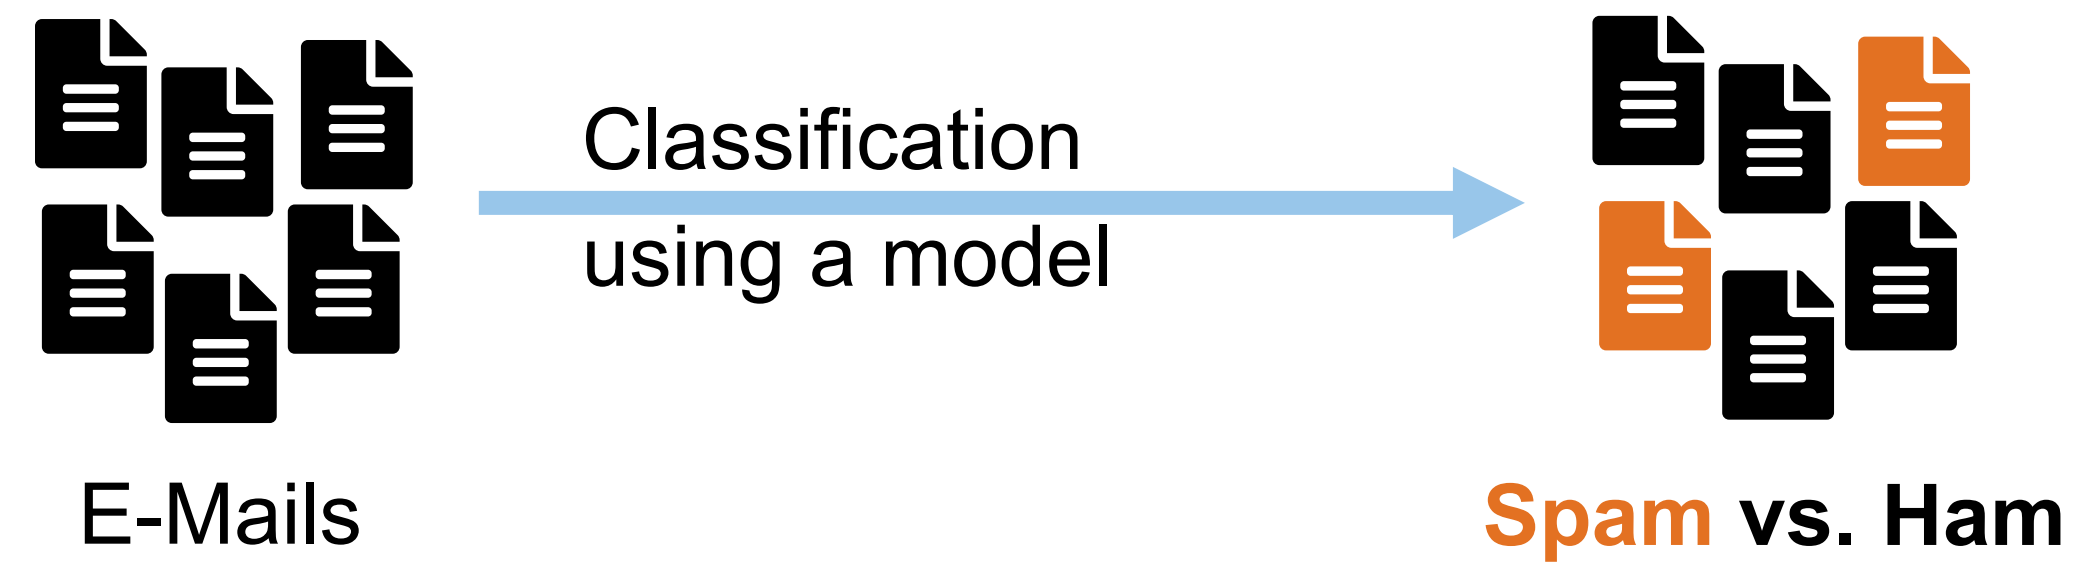 Classification
using a model
E-Mails
Spam vs. Ham